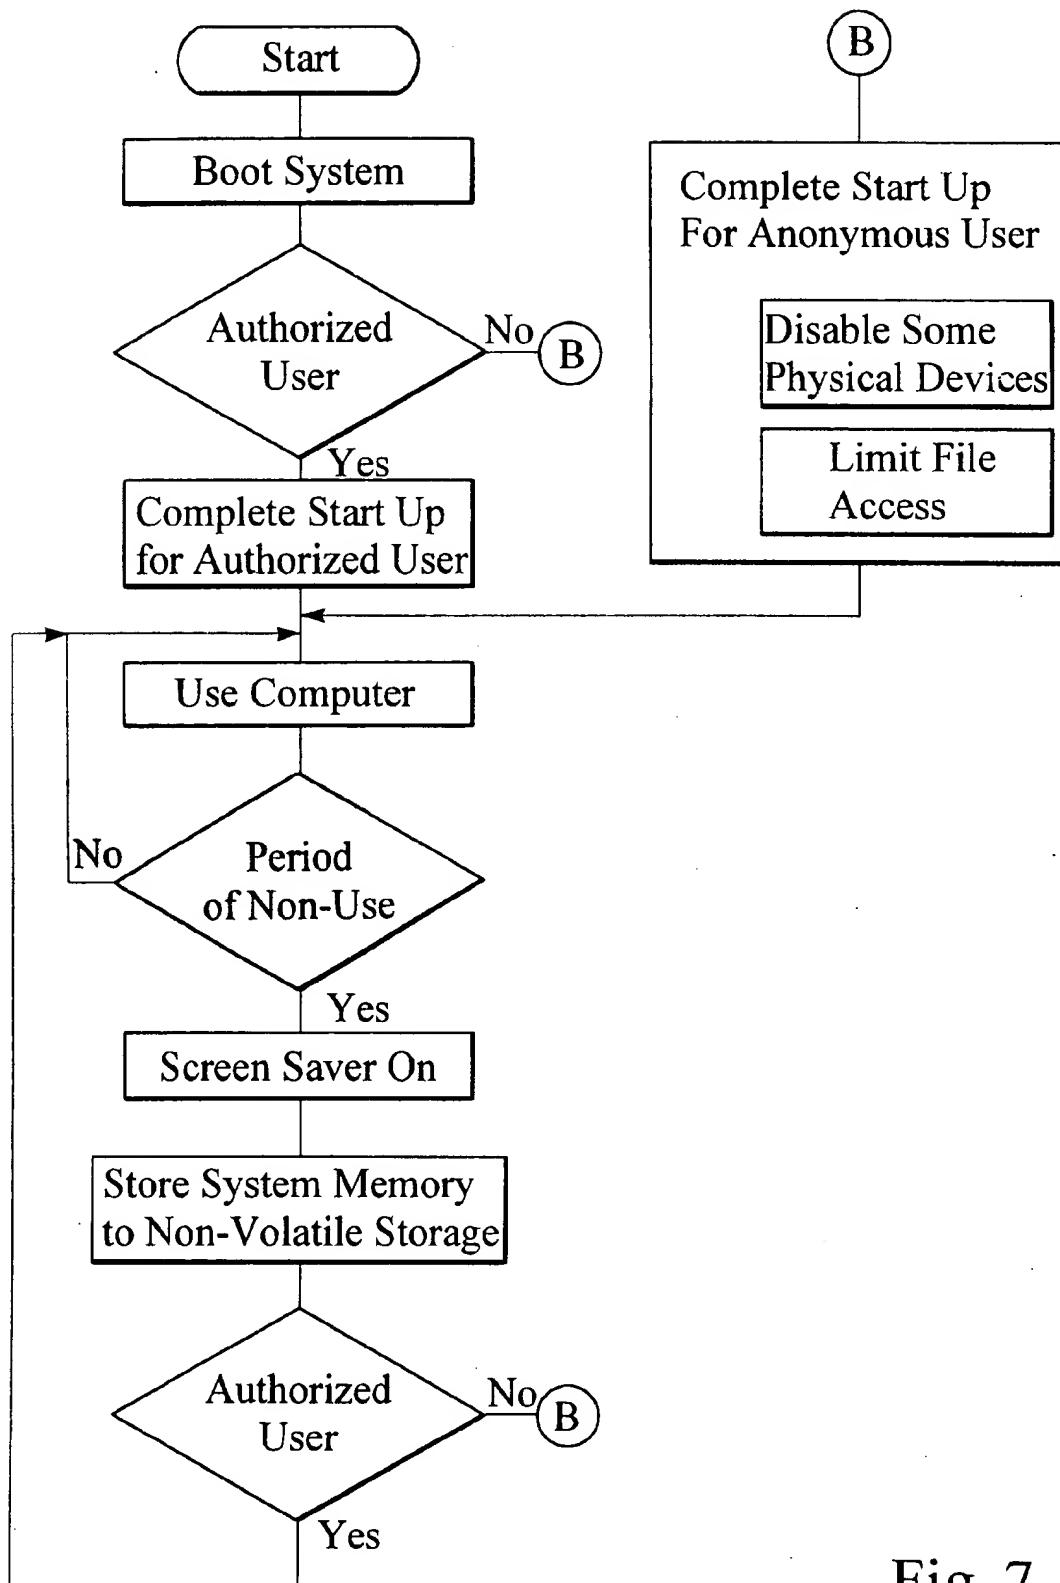 Start
Boot System
Authorized
User
No
B
Yes
Complete Start Up
for Authorized User
Use Computer
Period
of Non-Use
No
Yes
Screen Saver On
Store System Memory
to Non-Volatile Storage
Authorized
User
No
B
Yes
B
Complete Start Up
For Anonymous User
Disable Some
Physical Devices
Limit File
Access
Fig. 7